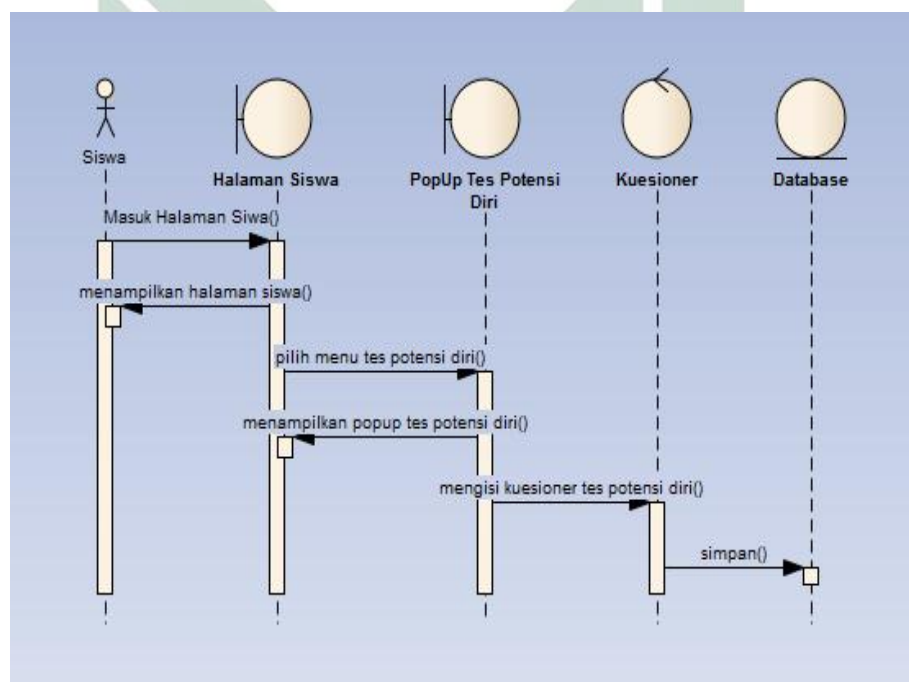 Siswa
Halaman Siswa
PopUp Tes Potensi
Diri
Kuesioner
Database
Masuk Halaman Siwa()
menampilkan halaman siswa()
pilih menu tes potensi diri()
menampilkan popup tes potensi diri()
mengisi kuesioner tes potensi diri()
simpan()